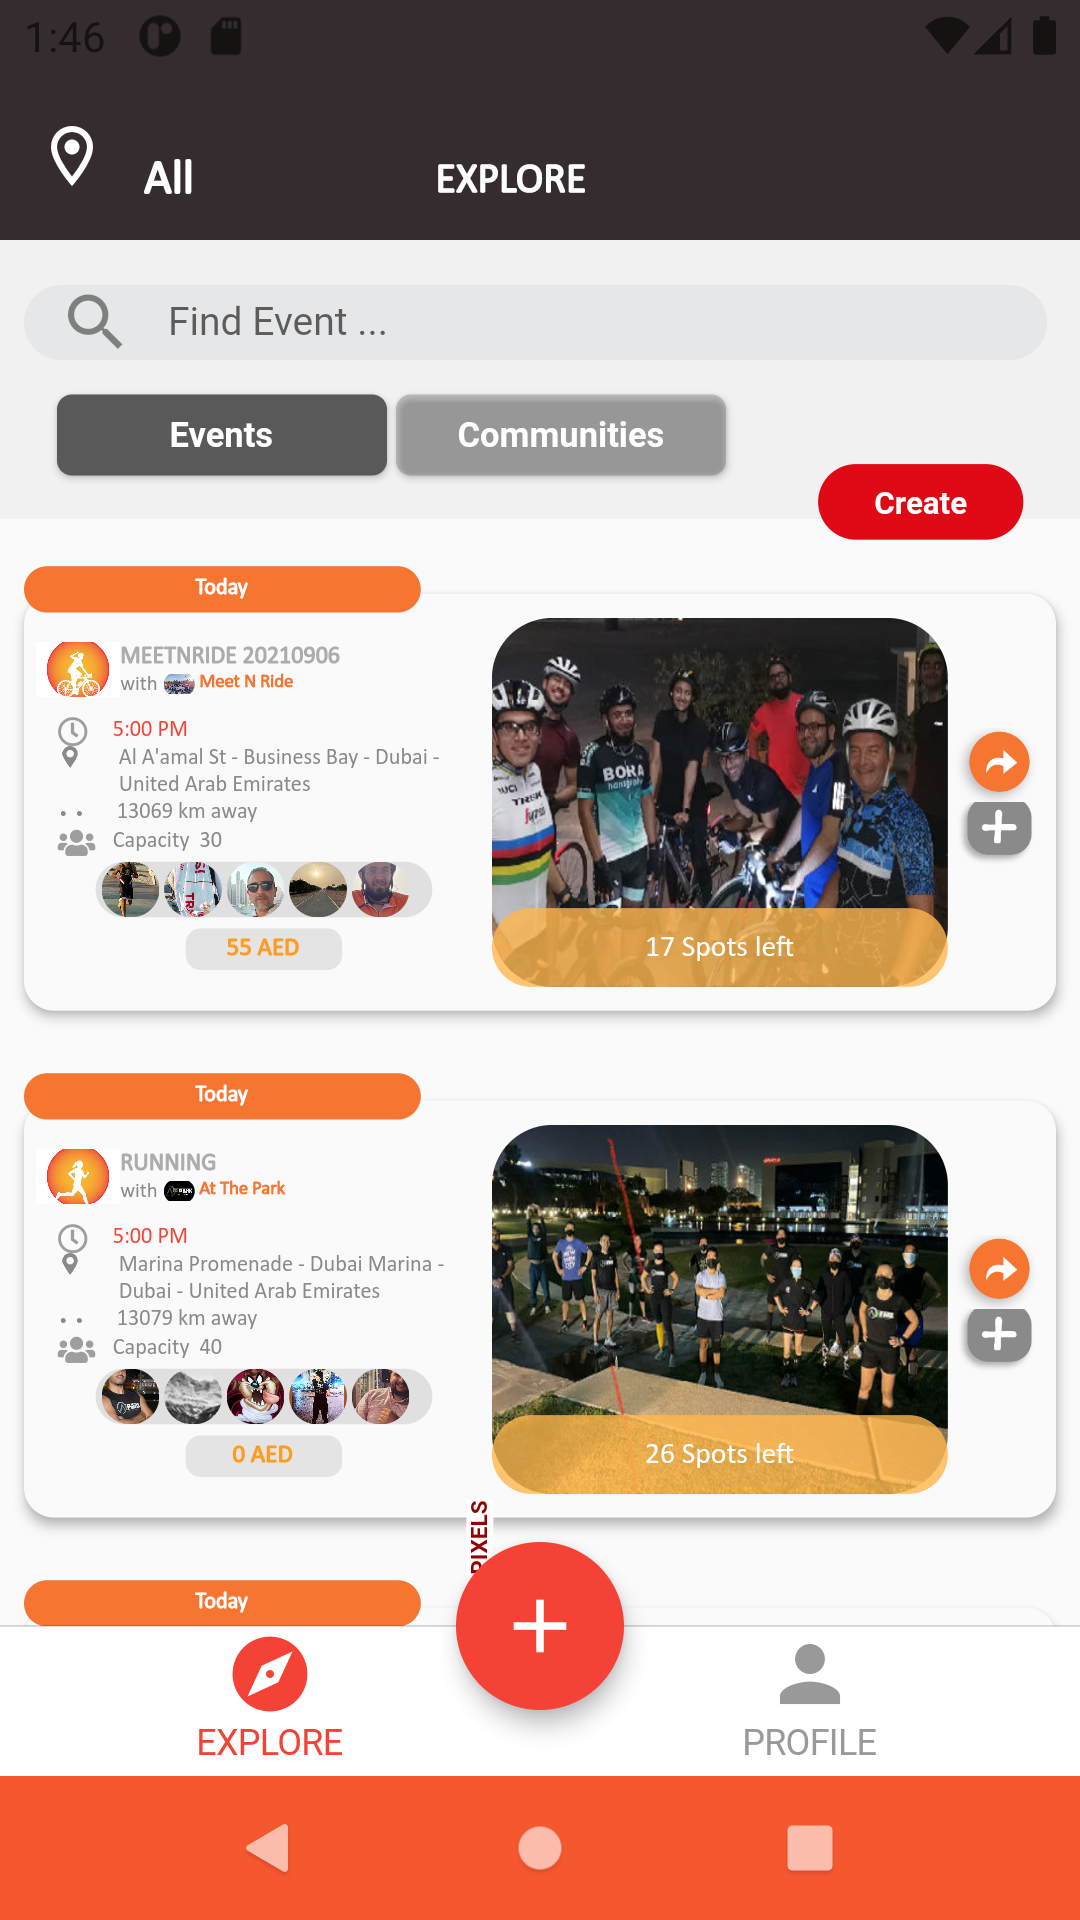 1:46
All
EXPLORE
Find Event ...
Events
Communities
Create
Today
MEETNRIDE 20210906
with Meet N Ride
5:00 PM
Al A'amal St - Business Bay - Dubai -
United Arab Emirates
13069 km away
Capacity 30
55 AED
BORA
TREK
17 Spots left
Today
RUNNING
with At The Park
5:00 PM
Marina Promenade - Dubai Marina -
Dubai - United Arab Emirates
13079 km away
Capacity 40
0 AED
26 Spots left
PIXELS
Today
EXPLORE
PROFILE